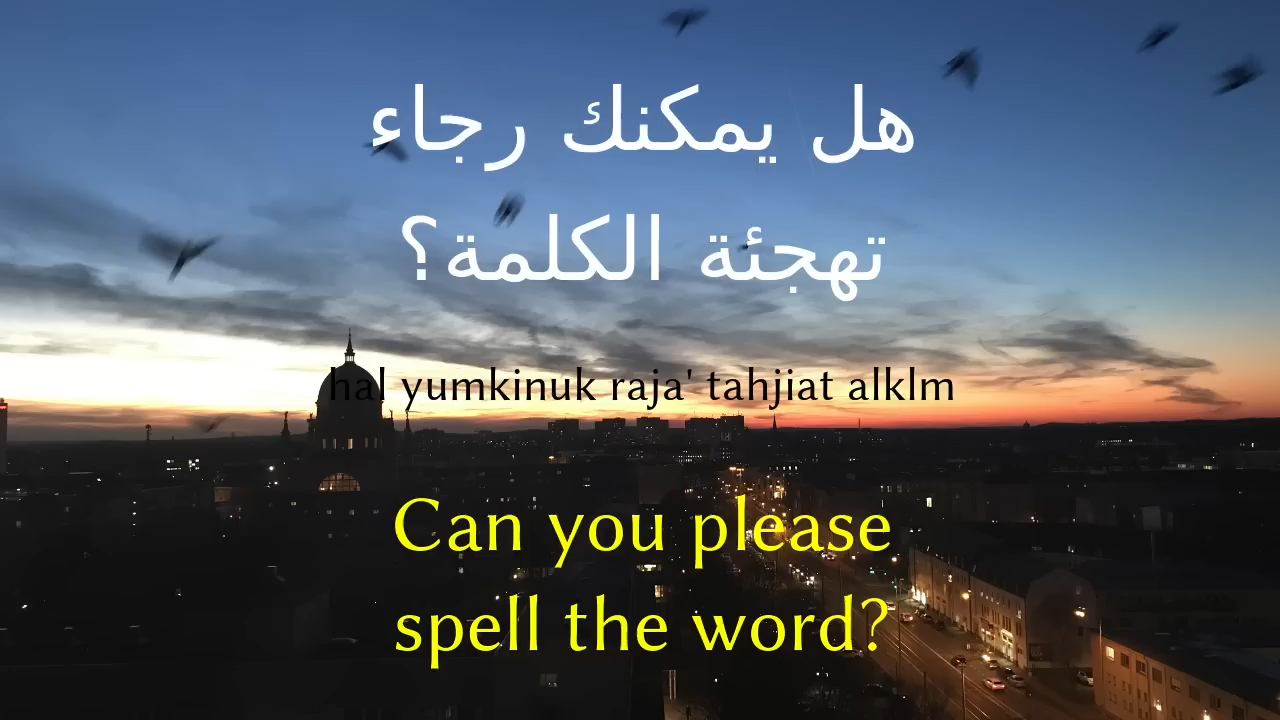 هل يمكنك رجاء
تهجئة الكلمة؟
hal yumkinuk raja' tahjiat alklm
Can you please
spell the word?